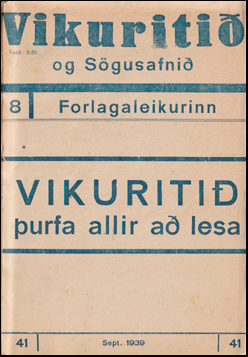 Vikuritið
Verð: 0.60
og Sögusafnið
8 Forlagaleikurinn
VIKURITIÐ
þurfa allir að lesa
41 Sept. 1939 41